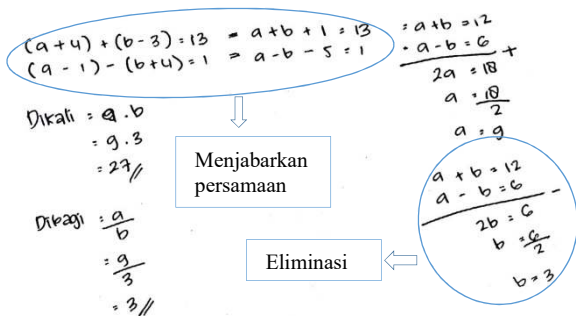 (a+4) + (b-3) = 13 = a+b+1 = 13
(a-1) - (b+4) = 1 = a-b-5 = 1
= a+b = 12
• a-b = 6 +
2a = 18
a = 18/2
a = 9
Dikali = a . b
= 9 . 3
= 27 //
Menjabarkan
persamaan
Dibagi = a/b
= 9/3
= 3 //
a + b = 12
a - b = 6 -
2b = 6
b = 6/2
b = 3
Eliminasi